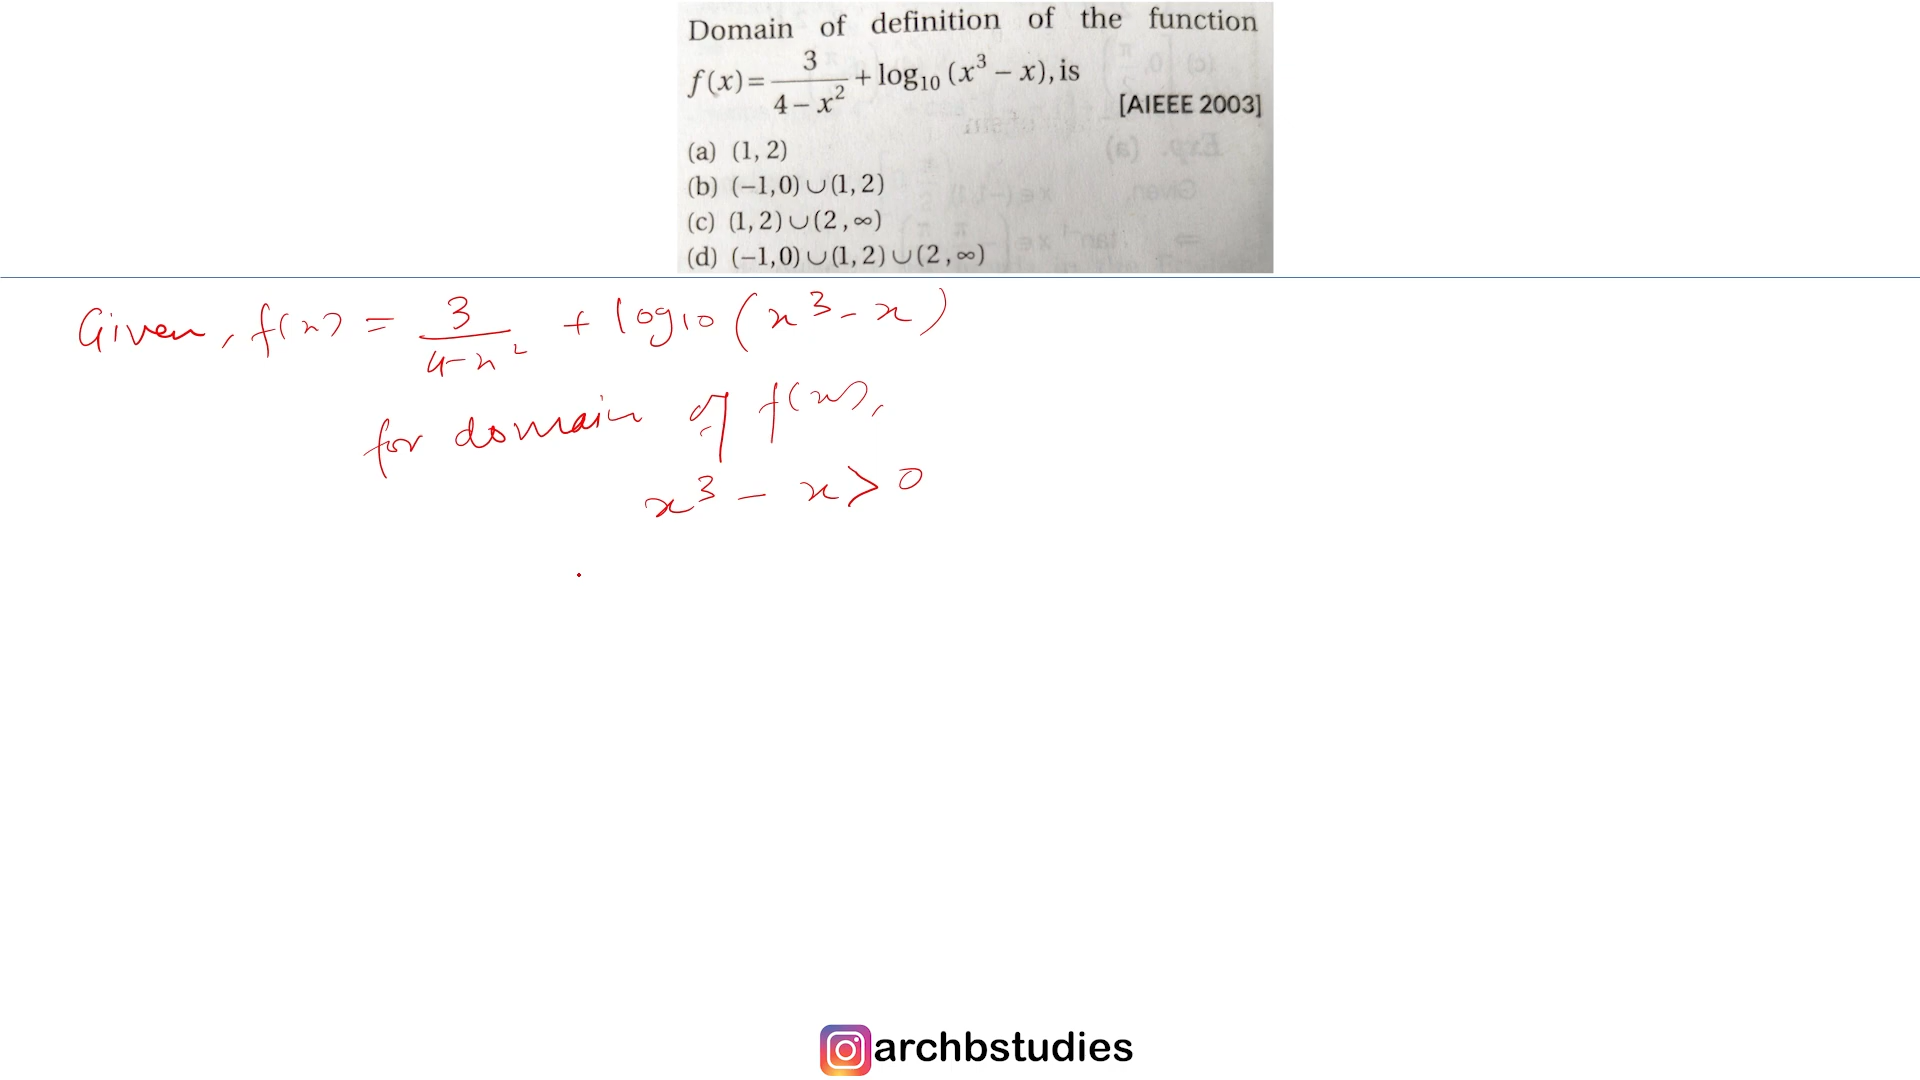 Domain of definition of the function
f(x) = 3/(4 − x²) + log₁₀ (x³ − x), is
[AIEEE 2003]
(a) (1, 2)
(b) (−1,0) ∪ (1, 2)
(c) (1, 2) ∪ (2, ∞)
(d) (−1,0) ∪ (1, 2) ∪ (2, ∞)
Given, f(x) = 3/(4-x²) + log10 (x³ - x)
for domain of f(x),
x³ - x > 0
archbstudies